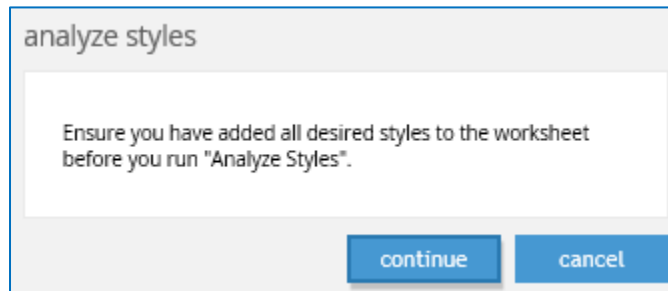 analyze styles
Ensure you have added all desired styles to the worksheet
before you run "Analyze Styles".
continue
cancel